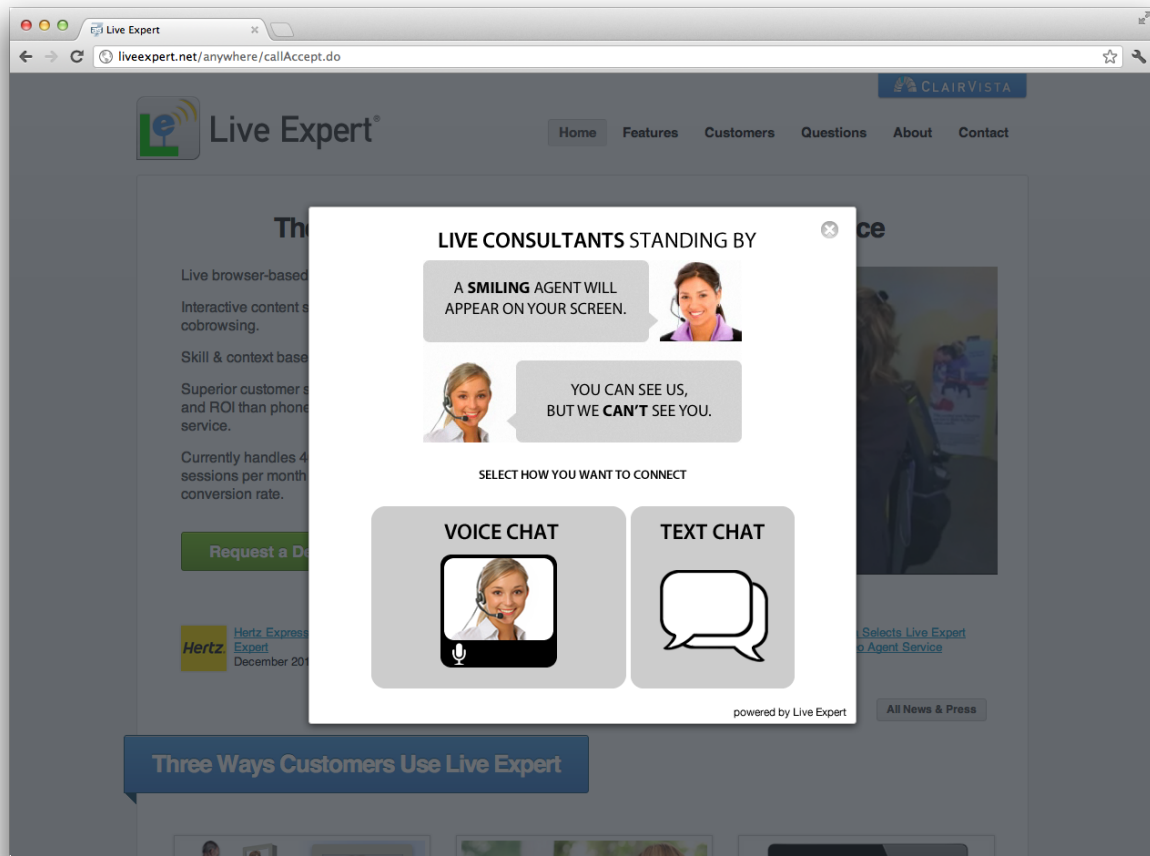 Live Expert
liveexpert.net/anywhere/callAccept.do
CLAIRVISTA
Live Expert®
Home Features Customers Questions About Contact
LIVE CONSULTANTS STANDING BY
A SMILING AGENT WILL
APPEAR ON YOUR SCREEN.
YOU CAN SEE US,
BUT WE CAN'T SEE YOU.
SELECT HOW YOU WANT TO CONNECT
VOICE CHAT
TEXT CHAT
powered by Live Expert
Live browser-based
Interactive content
cobrowsing.
Skill & context base
Superior customer
and ROI than phone
service.
Currently handles
sessions per month
conversion rate.
Request a
Hertz.
Hertz Express
Expert
December 201
Selects Live Expert
Agent Service
All News & Press
Three Ways Customers Use Live Expert